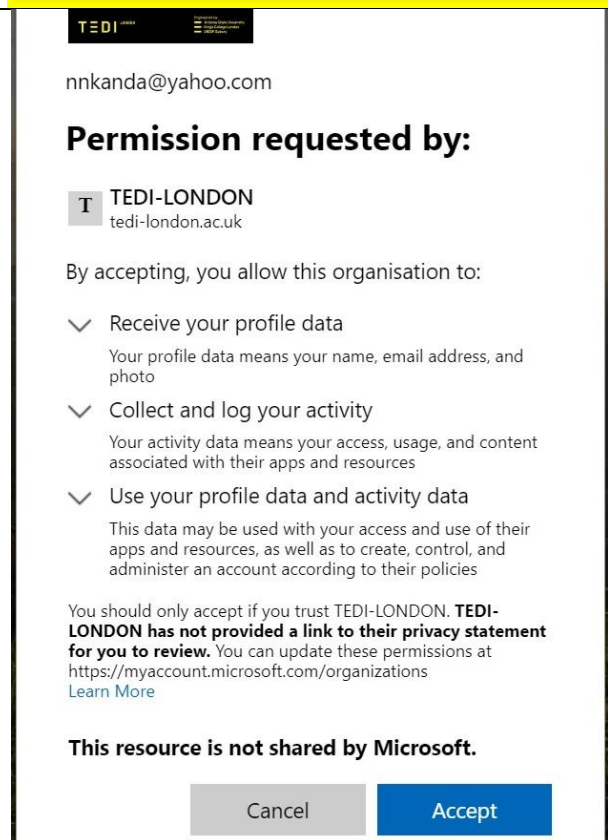 TEDI LONDON
nnkanda@yahoo.com
Permission requested by:
T
TEDI-LONDON
tedi-london.ac.uk
By accepting, you allow this organisation to:
Receive your profile data
Your profile data means your name, email address, and
photo
Collect and log your activity
Your activity data means your access, usage, and content
associated with their apps and resources
Use your profile data and activity data
This data may be used with your access and use of their
apps and resources, as well as to create, control, and
administer an account according to their policies
You should only accept if you trust TEDI-LONDON. TEDI-
LONDON has not provided a link to their privacy statement
for you to review. You can update these permissions at
https://myaccount.microsoft.com/organizations
Learn More
This resource is not shared by Microsoft.
Cancel
Accept